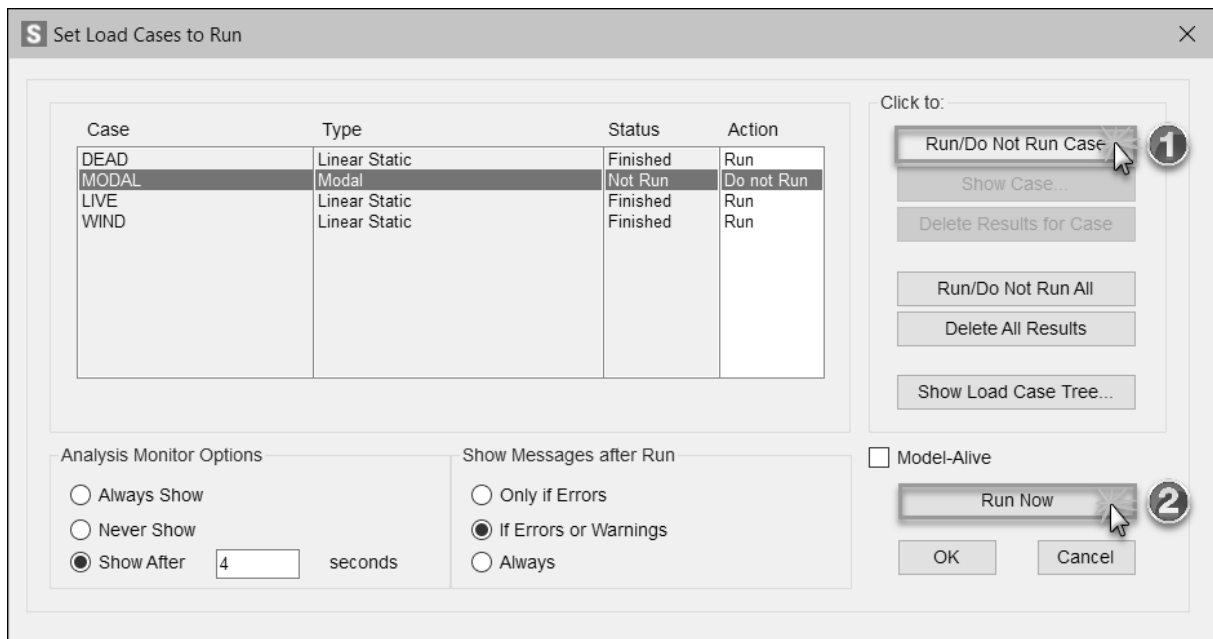 S Set Load Cases to Run
Click to:
Case Type Status Action
DEAD Linear Static Finished Run
MODAL Modal Not Run Do not Run
LIVE Linear Static Finished Run
WIND Linear Static Finished Run
Run/Do Not Run Case 1
Show Case...
Delete Results for Case
Run/Do Not Run All
Delete All Results
Show Load Case Tree...
Analysis Monitor Options
Always Show
Never Show
Show After 4 seconds
Show Messages after Run
Only if Errors
If Errors or Warnings
Always
Model-Alive
Run Now 2
OK Cancel